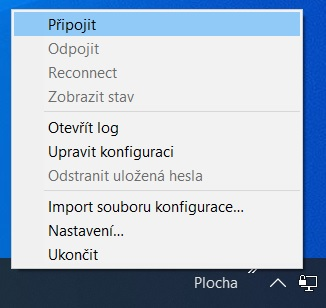 Připojit
Odpojit
Reconnect
Zobrazit stav
Otevřít log
Upravit konfiguraci
Odstranit uložená hesla
Import souboru konfigurace...
Nastavení...
Ukončit
Plocha »